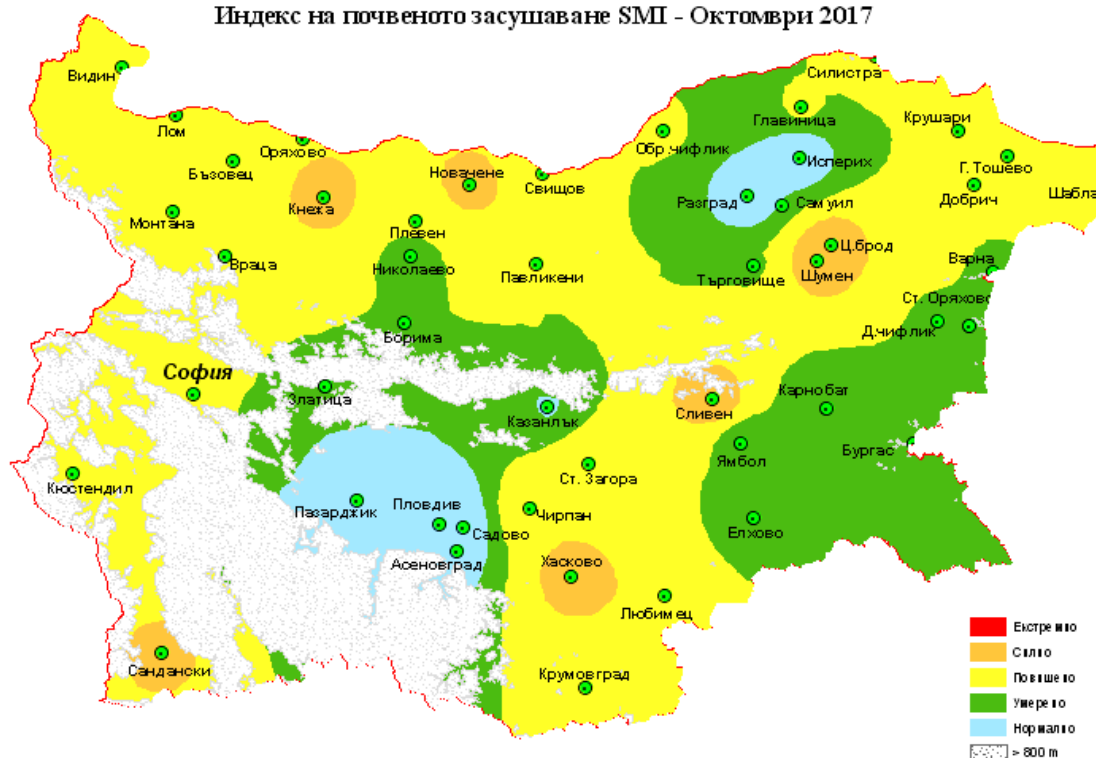 Индекс на почвеното засушаване SMI - Октомври 2017
Видин
Силистра
Лом
Главиница
Крушари
Оряхово
Обр.чифлик
Исперих
Бъзовец
Новачене
Свищов
Г. Тошево
Кнежа
Разград
Самуил
Добрич
Шабла
Монтана
Плевен
Ц.брод
Враца
Николаево
Павликени
Търговище
Шумен
Варна
Ст. Оряхово
Борима
Д.чифлик
София
Златица
Казанлък
Сливен
Карнобат
Ямбол
Бургас
Кюстендил
Ст. Загора
Пазарджик
Пловдив
Садово
Чирпан
Елхово
Асеновград
Хасково
Любимец
Сандански
Крумовград
Екстремно
Силно
Повишено
Умерено
Нормално
> 800 m